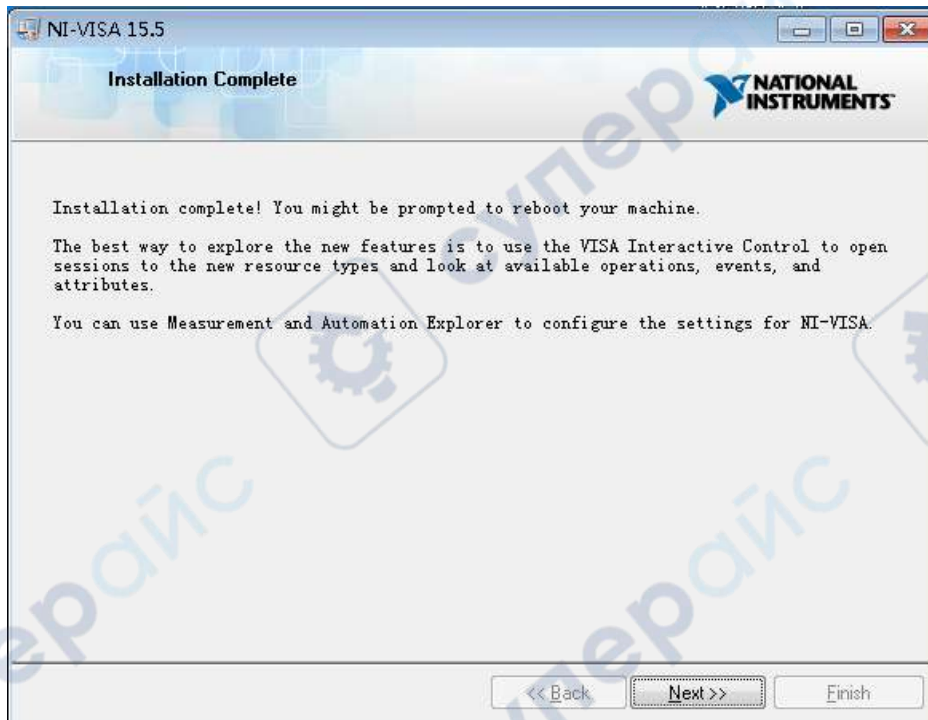 NI-VISA 15.5
Installation Complete
NATIONAL
INSTRUMENTS
Installation complete! You might be prompted to reboot your machine.
The best way to explore the new features is to use the VISA Interactive Control to open
sessions to the new resource types and look at available operations, events, and
attributes.
You can use Measurement and Automation Explorer to configure the settings for NI-VISA.
<< Back
Next >>
Finish